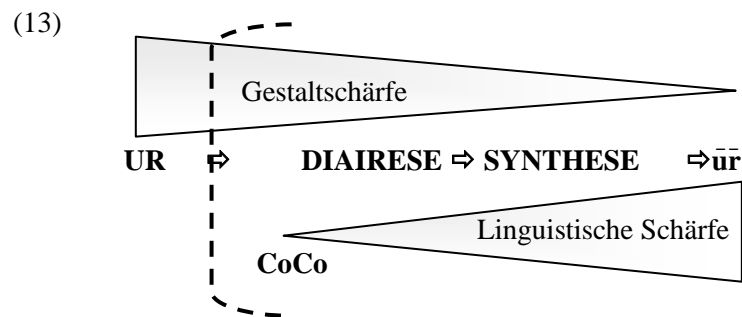 (13)
Gestaltschärfe
UR ⇨ DIAIRESE ⇨ SYNTHESE ⇨ūr̄
Linguistische Schärfe
CoCo